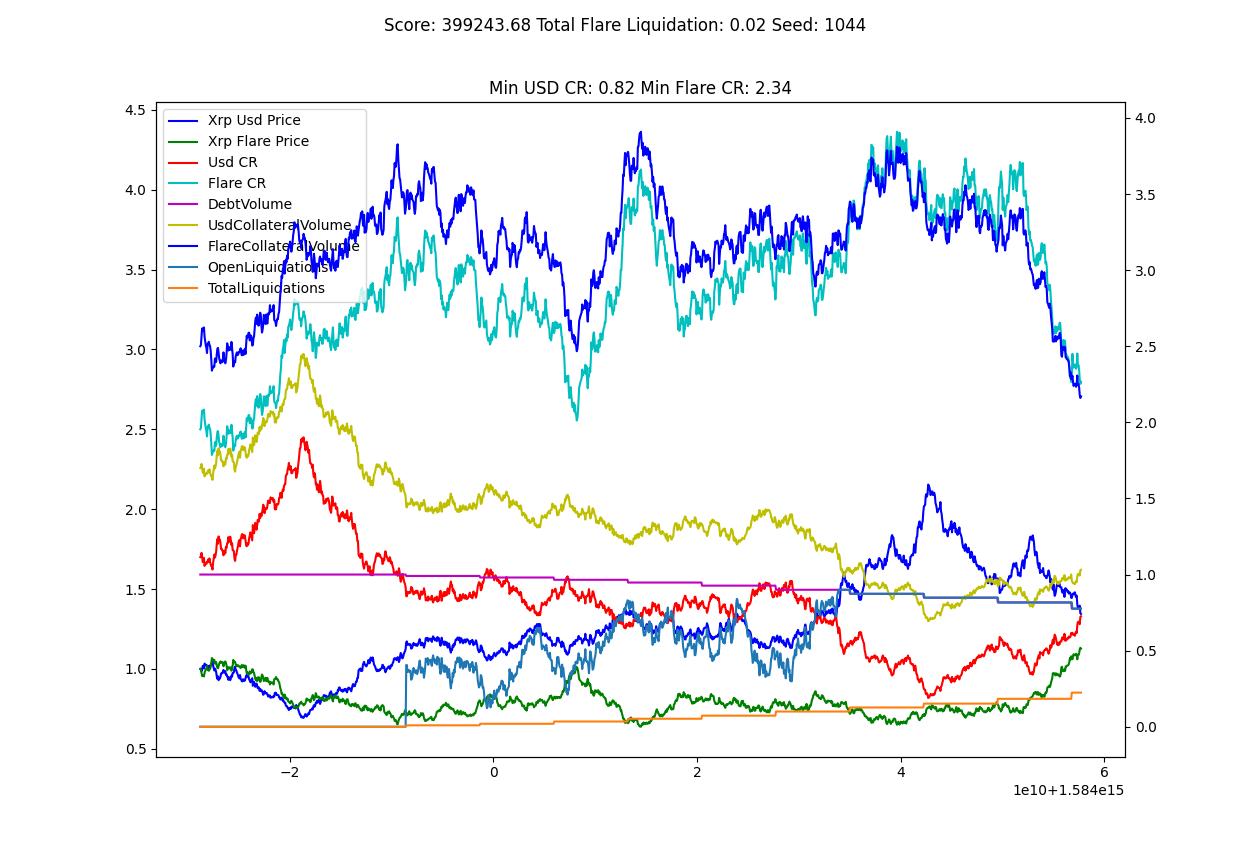 Score: 399243.68 Total Flare Liquidation: 0.02 Seed: 1044
Min USD CR: 0.82 Min Flare CR: 2.34
4.5
4.0
3.5
3.0
2.5
2.0
1.5
1.0
0.5
Xrp Usd Price
Xrp Flare Price
Usd CR
Flare CR
DebtVolume
UsdCollateralVolume
FlareCollateralVolume
OpenLiquidations
TotalLiquidations
4.0
3.5
3.0
2.5
2.0
1.5
1.0
0.5
0.0
−2 0 2 4 6
1e10+1.584e15